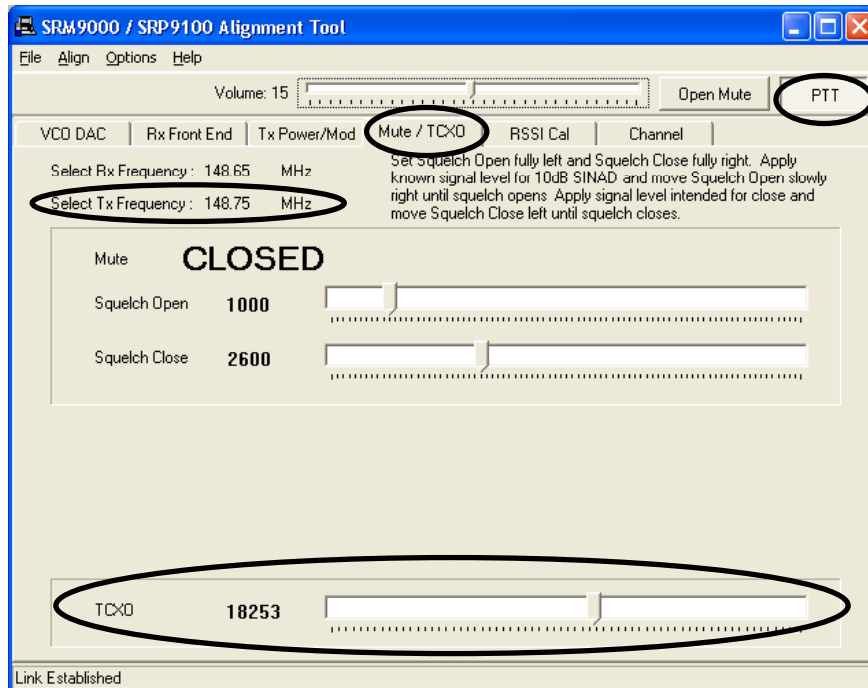 SRM9000 / SRP9100 Alignment Tool
File Align Options Help
Volume: 15 Open Mute PTT
VCO DAC Rx Front End Tx Power/Mod Mute / TCXO RSSI Cal Channel
Select Rx Frequency : 148.65 MHz
Select Tx Frequency : 148.75 MHz
Set Squelch Open fully left and Squelch Close fully right. Apply
known signal level for 10dB SINAD and move Squelch Open slowly
right until squelch opens Apply signal level intended for close and
move Squelch Close left until squelch closes.
Mute CLOSED
Squelch Open 1000
Squelch Close 2600
TCXO 18253
Link Established